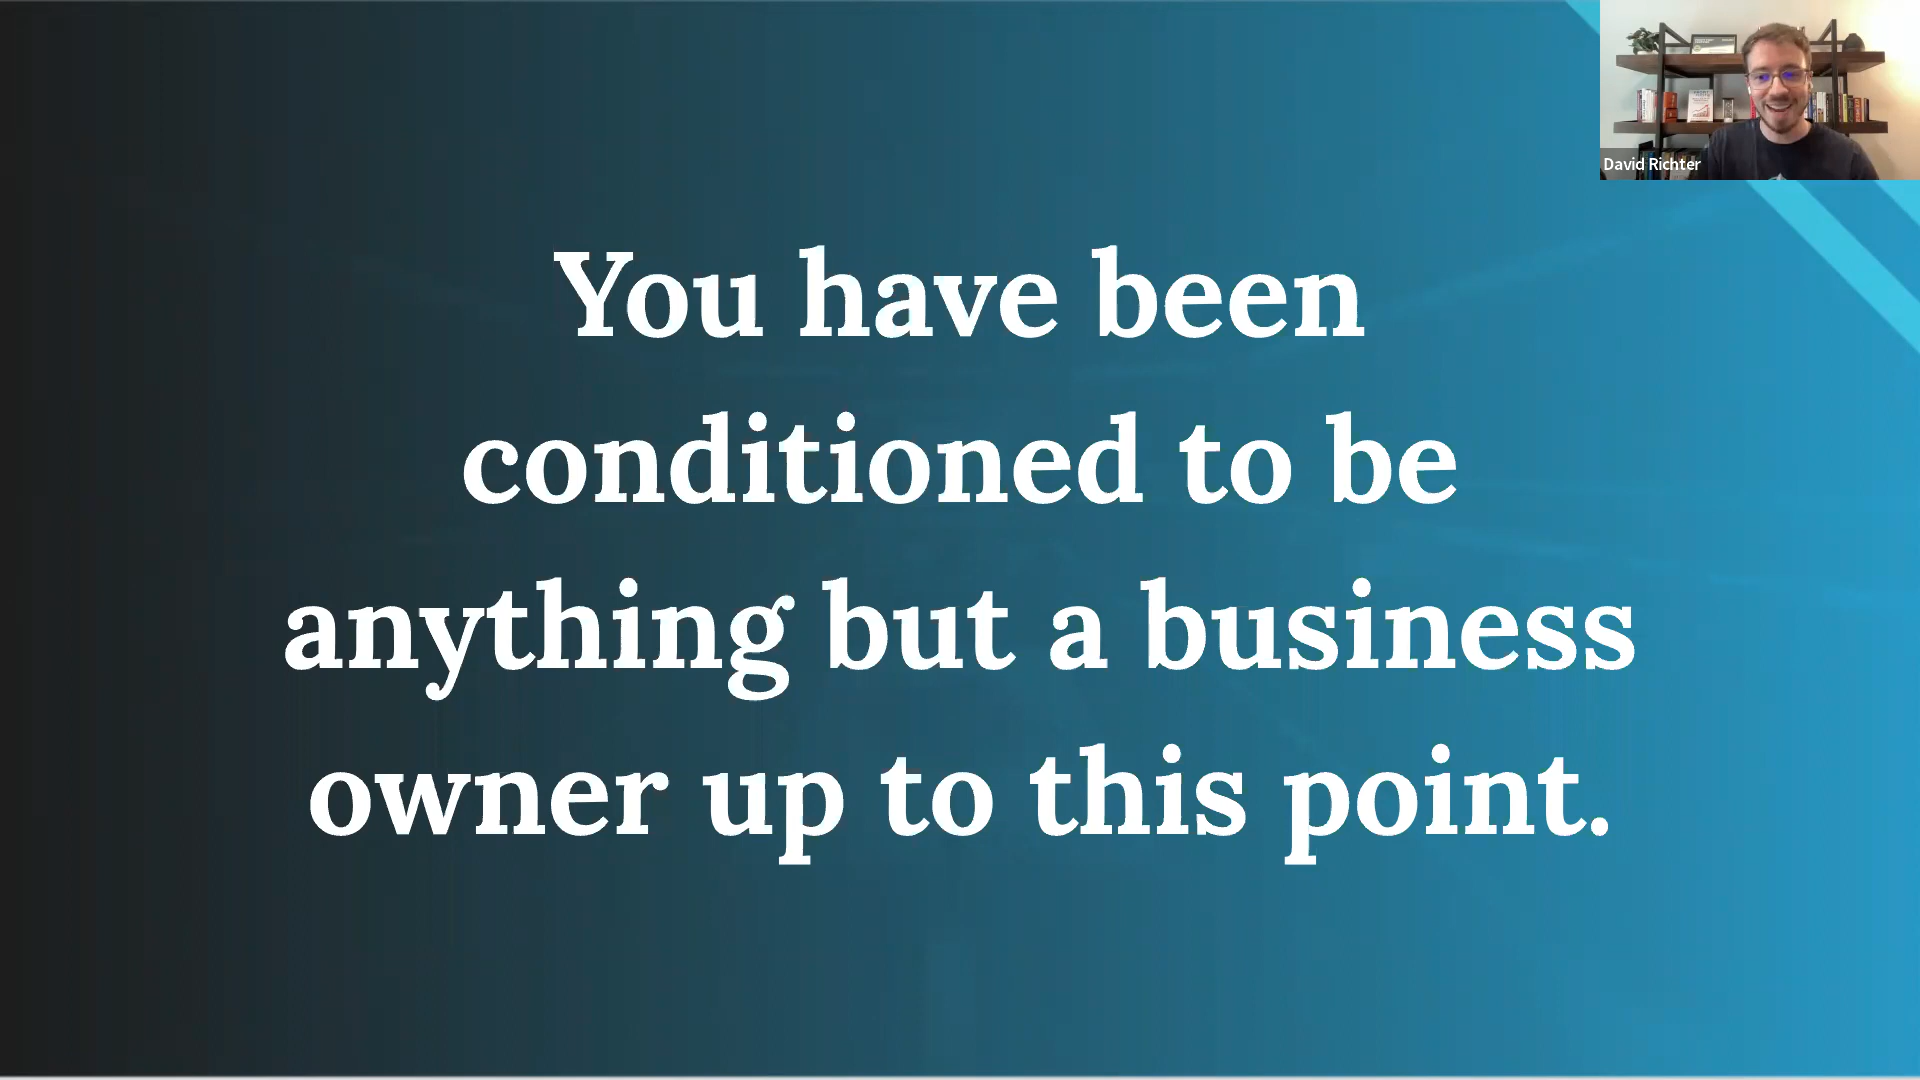 David Richter
You have been
conditioned to be
anything but a business
owner up to this point.